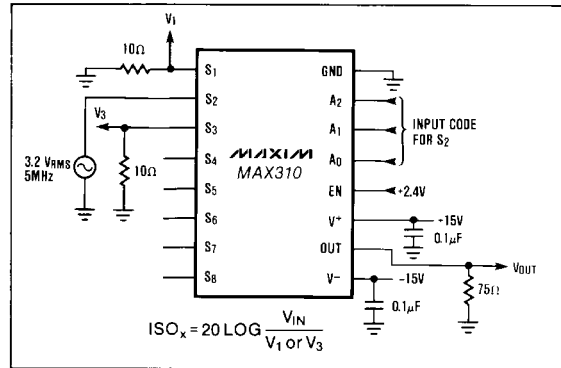 V₁
10Ω
S₁
GND
S₂
A₂
V₃
S₃
A₁
INPUT CODE
FOR S₂
MAXIM
MAX310
S₄
A₀
3.2 VRMS
5MHz
10Ω
S₅
EN
+2.4V
S₆
V⁺
+15V
0.1μF
S₇
OUT
VOUT
S₈
V⁻
-15V
75Ω
0.1μF
ISOₓ = 20 LOG VIN
V₁ or V₃